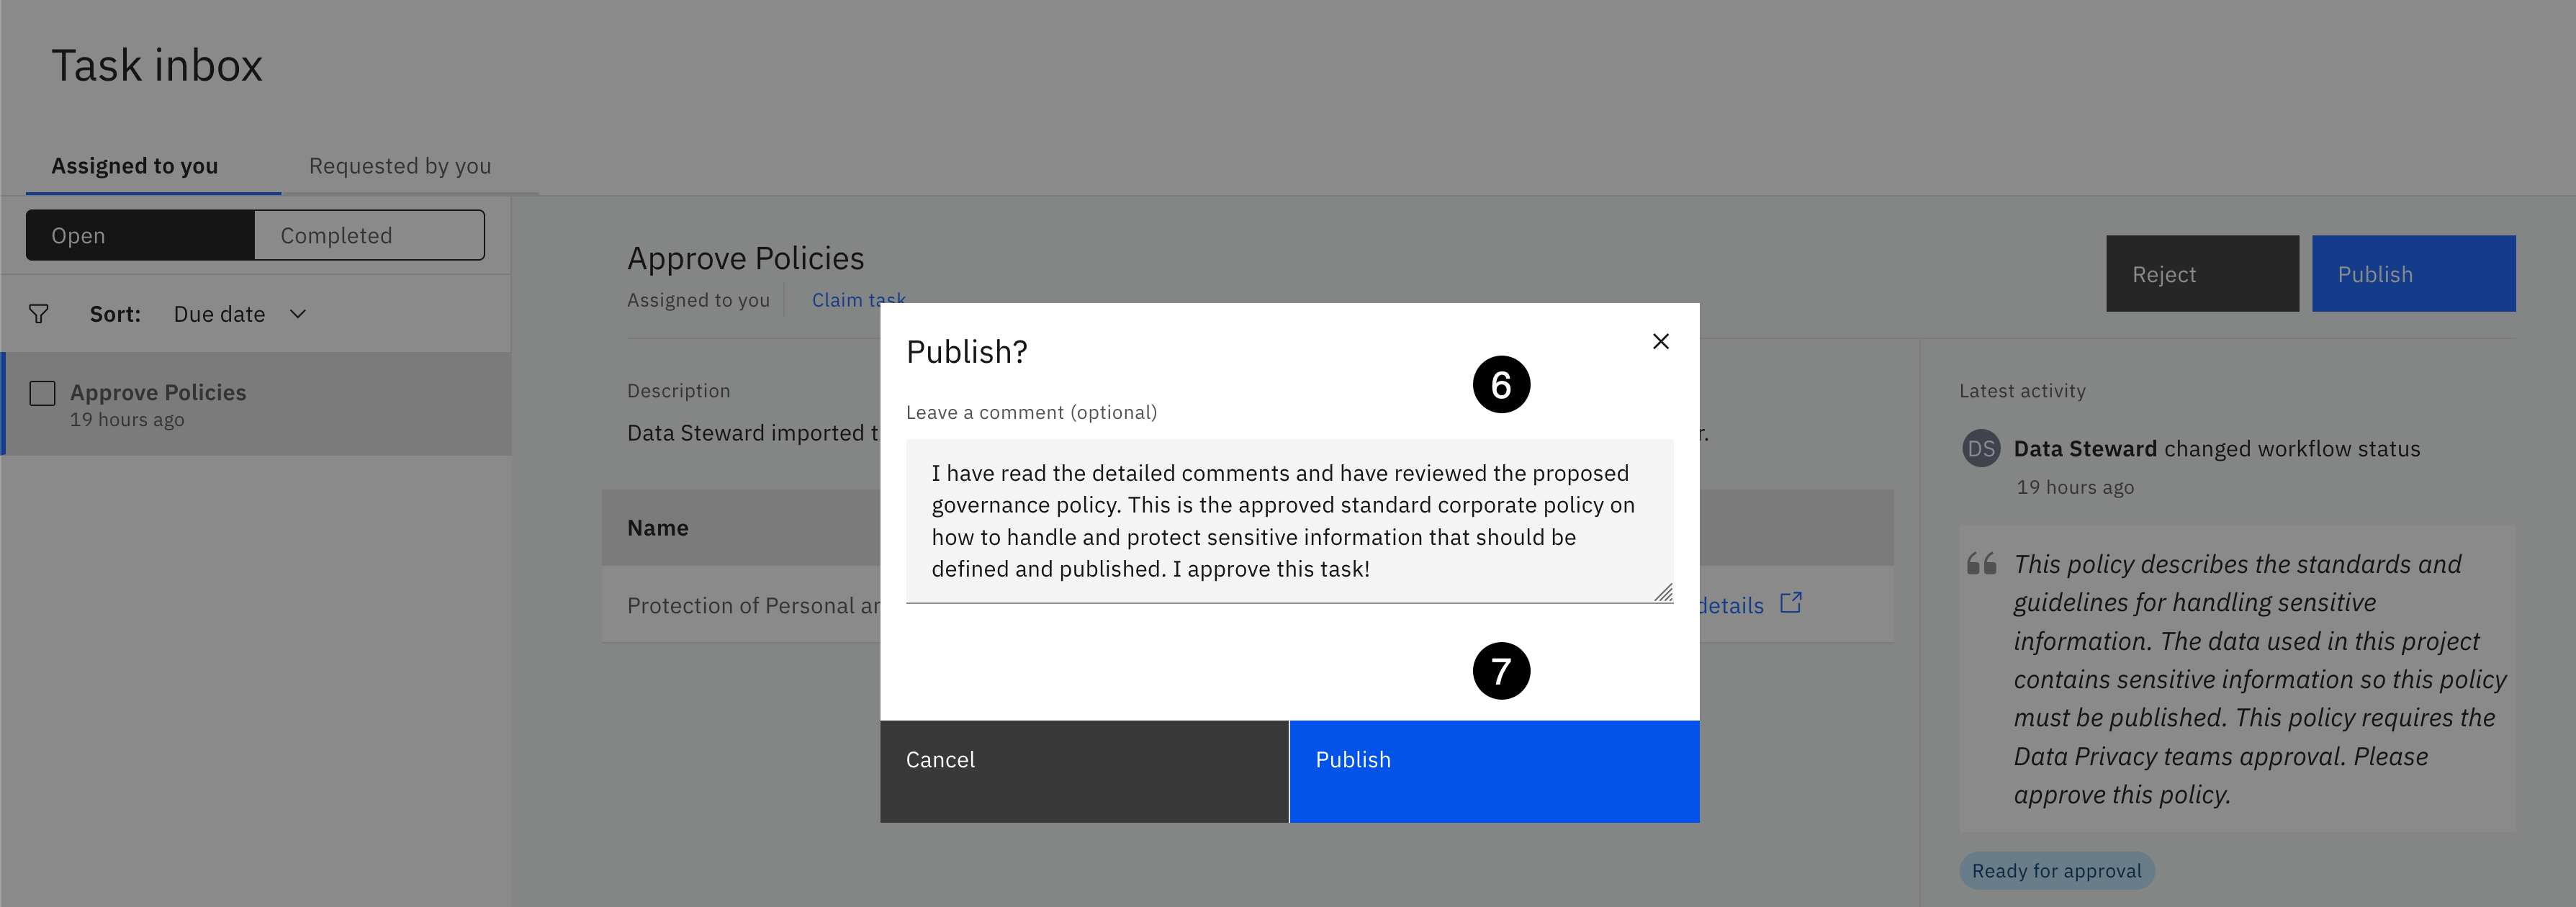 Task inbox
Assigned to you
Requested by you
Open
Completed
Sort: Due date
Approve Policies
19 hours ago
Approve Policies
Assigned to you
Claim task
Reject
Publish
Description
Data Steward imported
Name
Protection of Personal
details
Publish?
6
Leave a comment (optional)
I have read the detailed comments and have reviewed the proposed
governance policy. This is the approved standard corporate policy on
how to handle and protect sensitive information that should be
defined and published. I approve this task!
7
Cancel
Publish
Latest activity
DS
Data Steward changed workflow status
19 hours ago
This policy describes the standards and
guidelines for handling sensitive
information. The data used in this project
contains sensitive information so this policy
must be published. This policy requires the
Data Privacy teams approval. Please
approve this policy.
Ready for approval